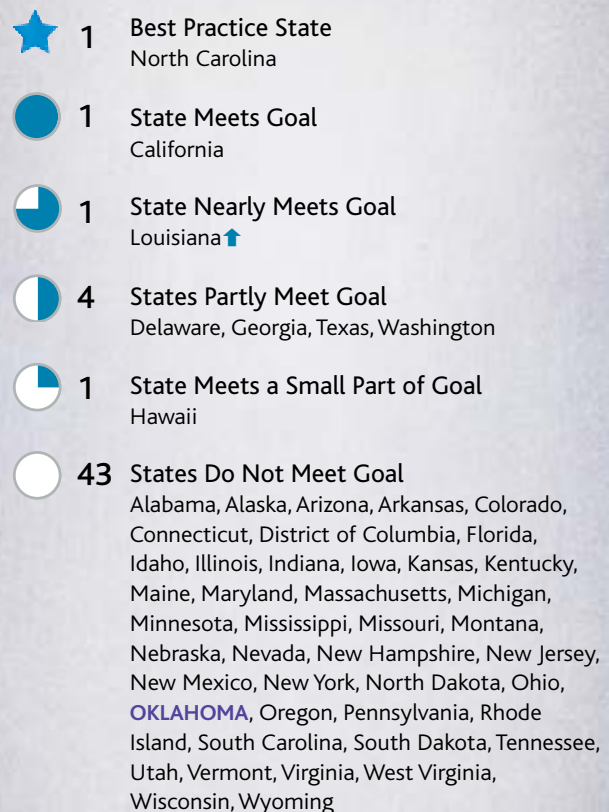 1 Best Practice State
North Carolina
1 State Meets Goal
California
1 State Nearly Meets Goal
Louisiana⬆
4 States Partly Meet Goal
Delaware, Georgia, Texas, Washington
1 State Meets a Small Part of Goal
Hawaii
43 States Do Not Meet Goal
Alabama, Alaska, Arizona, Arkansas, Colorado,
Connecticut, District of Columbia, Florida,
Idaho, Illinois, Indiana, Iowa, Kansas, Kentucky,
Maine, Maryland, Massachusetts, Michigan,
Minnesota, Mississippi, Missouri, Montana,
Nebraska, Nevada, New Hampshire, New Jersey,
New Mexico, New York, North Dakota, Ohio,
OKLAHOMA, Oregon, Pennsylvania, Rhode
Island, South Carolina, South Dakota, Tennessee,
Utah, Vermont, Virginia, West Virginia,
Wisconsin, Wyoming